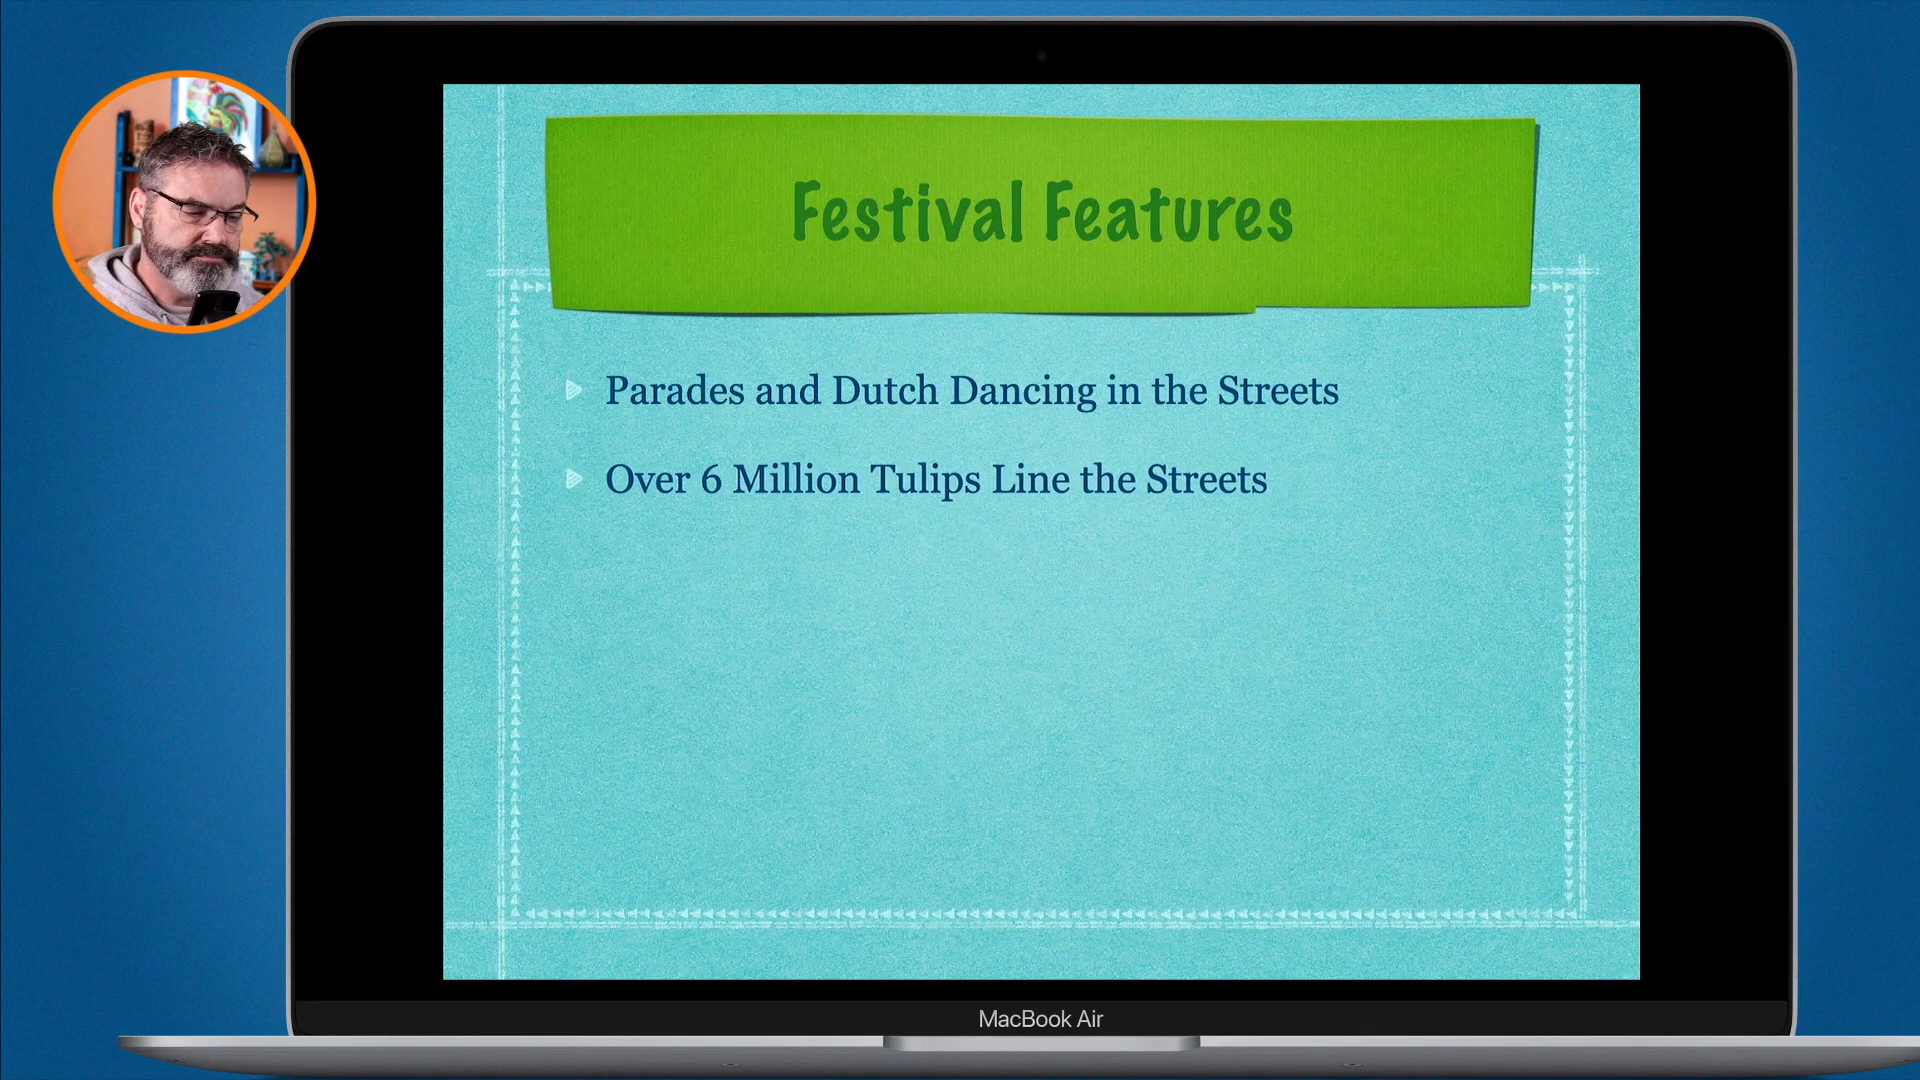 Festival Features
Parades and Dutch Dancing in the Streets
Over 6 Million Tulips Line the Streets
MacBook Air